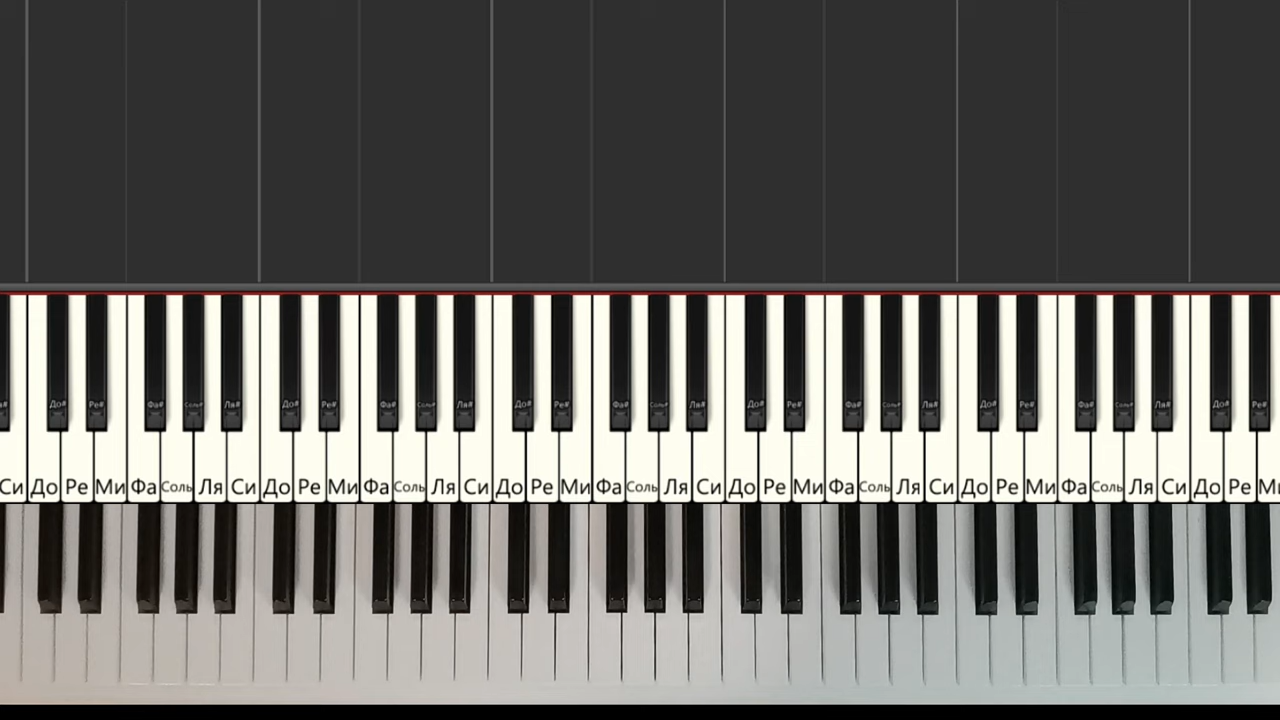 До# Ре# Фа# Соль# Ля# До# Ре# Фа# Соль# Ля# До# Ре# Фа# Соль# Ля# До# Ре# Фа# Соль# Ля# До# Ре# Фа# Соль# Ля# До# Ре#
Си До Ре Ми Фа Соль Ля Си До Ре Ми Фа Соль Ля Си До Ре Ми Фа Соль Ля Си До Ре Ми Фа Соль Ля Си До Ре Ми Фа Соль Ля Си До Ре